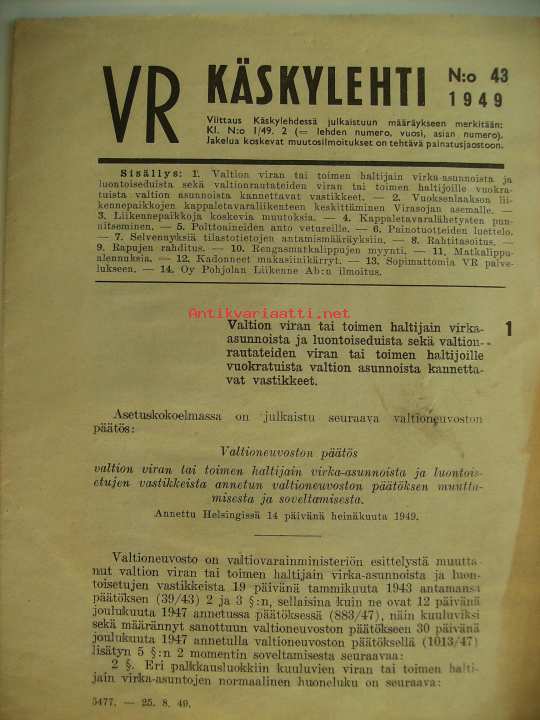 VR KÄSKYLEHTI N:o 43
1949
Viittaus Käskylehdessä julkaistuun määräykseen merkitään:
Kl. N:o 1/49. 2 (= lehden numero, vuosi, asian numero).
Jakelua koskevat muutosilmoitukset on tehtävä painatusjaostoon.
Sisällys: 1. Valtion viran tai toimen haltijain virka-asunnoista ja
luontoiseduista sekä valtionrautateiden viran tai toimen haltijoille vuokra-
tuista valtion asunnoista kannettavat vastikkeet. — 2. Vuoksenlaakson lii-
kennepaikkojen kappaletavaraliikenteen keskittäminen Virasojan asemalle. —
3. Liikennepaikkoja koskevia muutoksia. — 4. Kappaletavaralähetysten pun-
nitseminen. — 5. Polttoaineiden anto vetureille. — 6. Painotuotteiden luettelo.
— 7. Selvennyksiä tilastotietojen antamismääräyksiin. — 8. Rahtitasoitus. —
9. Rapujen rahditus. — 10. Rengasmatkalippujen myynti. — 11. Matkalippu-
alennuksia. — 12. Kadonneet makasiinikärryt. — 13. Sopimattomia VR palve-
lukseen. — 14. Oy Pohjolan Liikenne Ab:n ilmoitus.
Antikvariaatti.net
Valtion viran tai toimen haltijain virka- 1
asunnoista ja luontoiseduista sekä valtion-
rautateiden viran tai toimen haltijoille
vuokratuista valtion asunnoista kannetta-
vat vastikkeet.
Asetuskokoelmassa on julkaistu seuraava valtioneuvoston
päätös:
Valtioneuvoston päätös
valtion viran tai toimen haltijain virka-asunnoista ja luontois-
etujen vastikkeista annetun valtioneuvoston päätöksen muutta-
misesta ja soveltamisesta.
Annettu Helsingissä 14 päivänä heinäkuuta 1949.
Valtioneuvosto on valtiovarainministeriön esittelystä muutta-
nut valtion viran tai toimen haltijain virka-asunnoista ja luon-
toisetujen vastikkeista 19 päivänä tammikuuta 1943 antamansa
päätöksen (39/43) 2 ja 3 §:n, sellaisina kuin ne ovat 12 päivänä
joulukuuta 1947 annetussa päätöksessä (883/47), näin kuuluviksi
sekä määrännyt sanottuun valtioneuvoston päätökseen 30 päivänä
joulukuuta 1947 annetulla valtioneuvoston päätöksellä (1013/47)
lisätyn 5 §:n 2 momentin soveltamisesta seuraavaa:
2 §. Eri palkkausluokkiin kuuluvien viran tai toimen halti-
jain virka-asuntojen normaalinen huoneluku on seuraava:
5477. — 25. 8. 49.